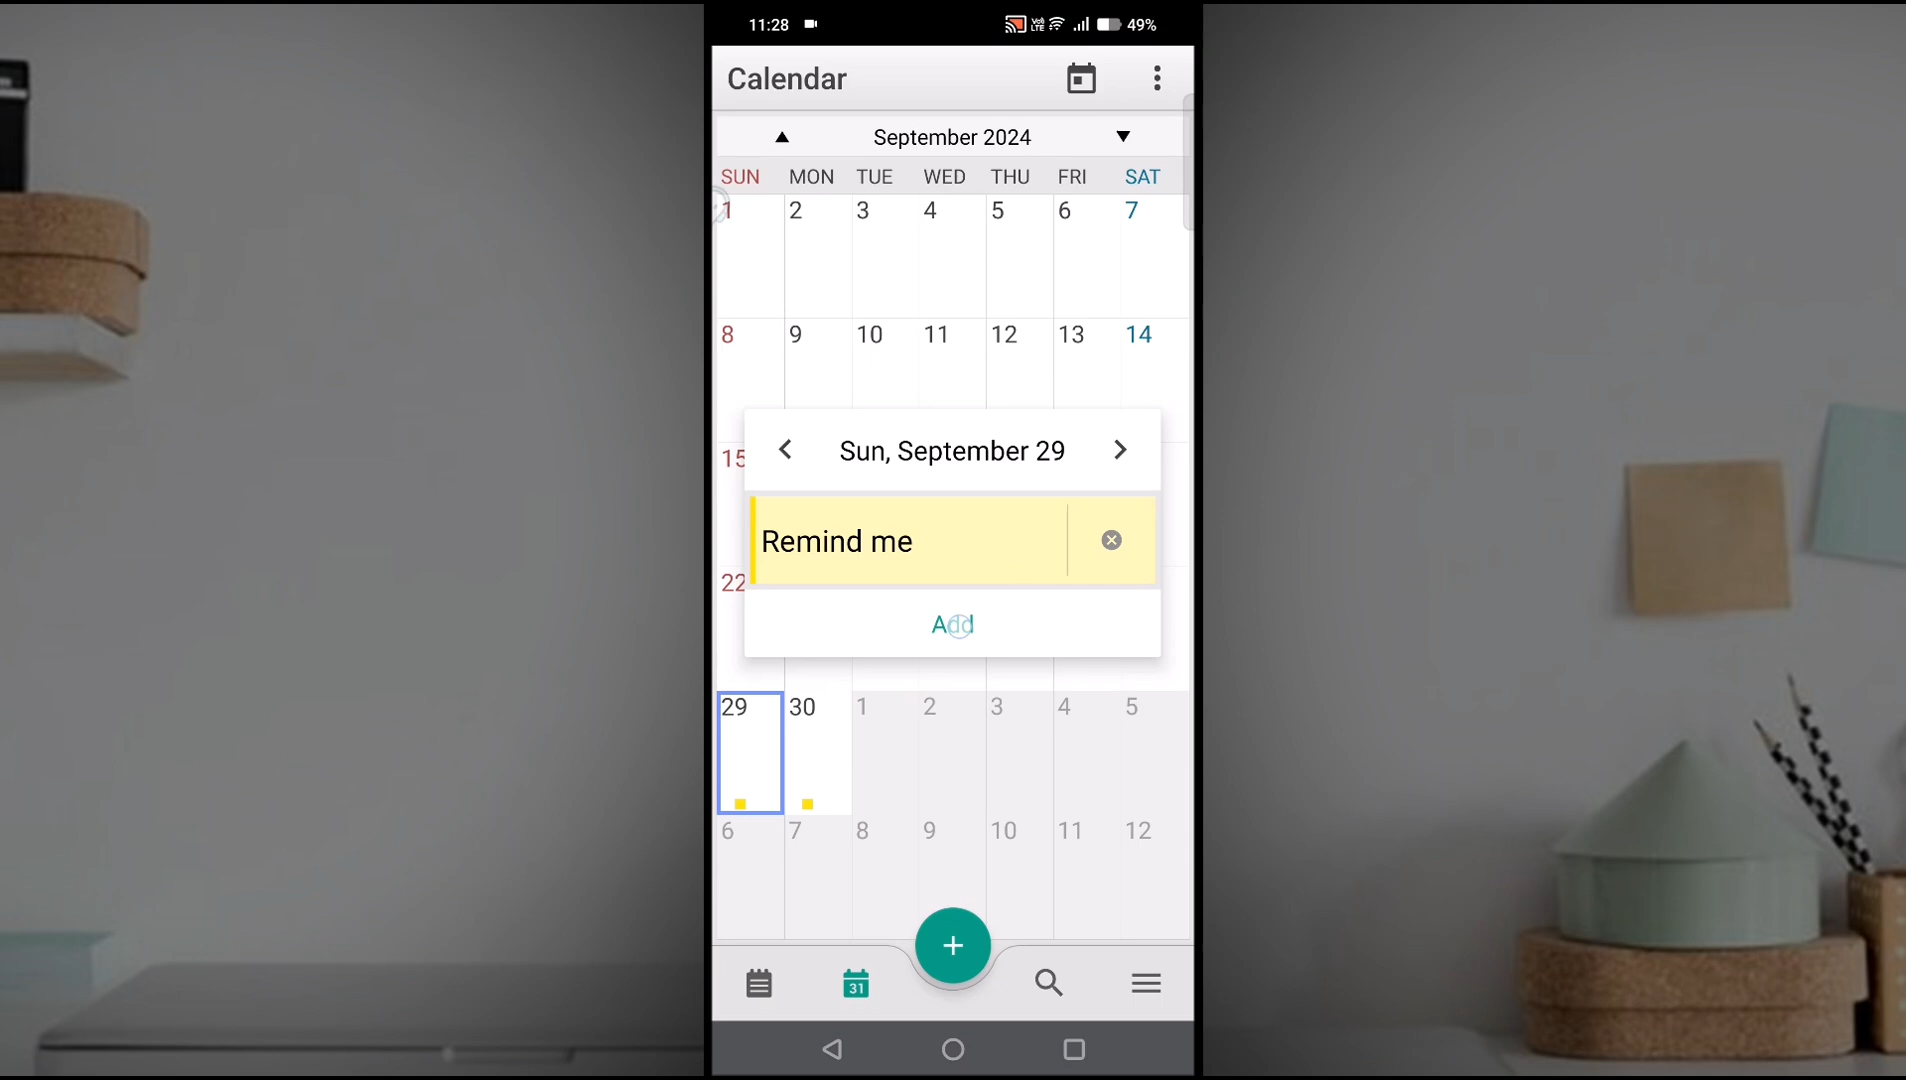 11:28 Vo) LTE 49%
Calendar
September 2024
SUN MON TUE WED THU FRI SAT
1 2 3 4 5 6 7
8 9 10 11 12 13 14
Sun, September 29
15
Remind me
22
Add
29 30 1 2 3 4 5
6 7 8 9 10 11 12
31